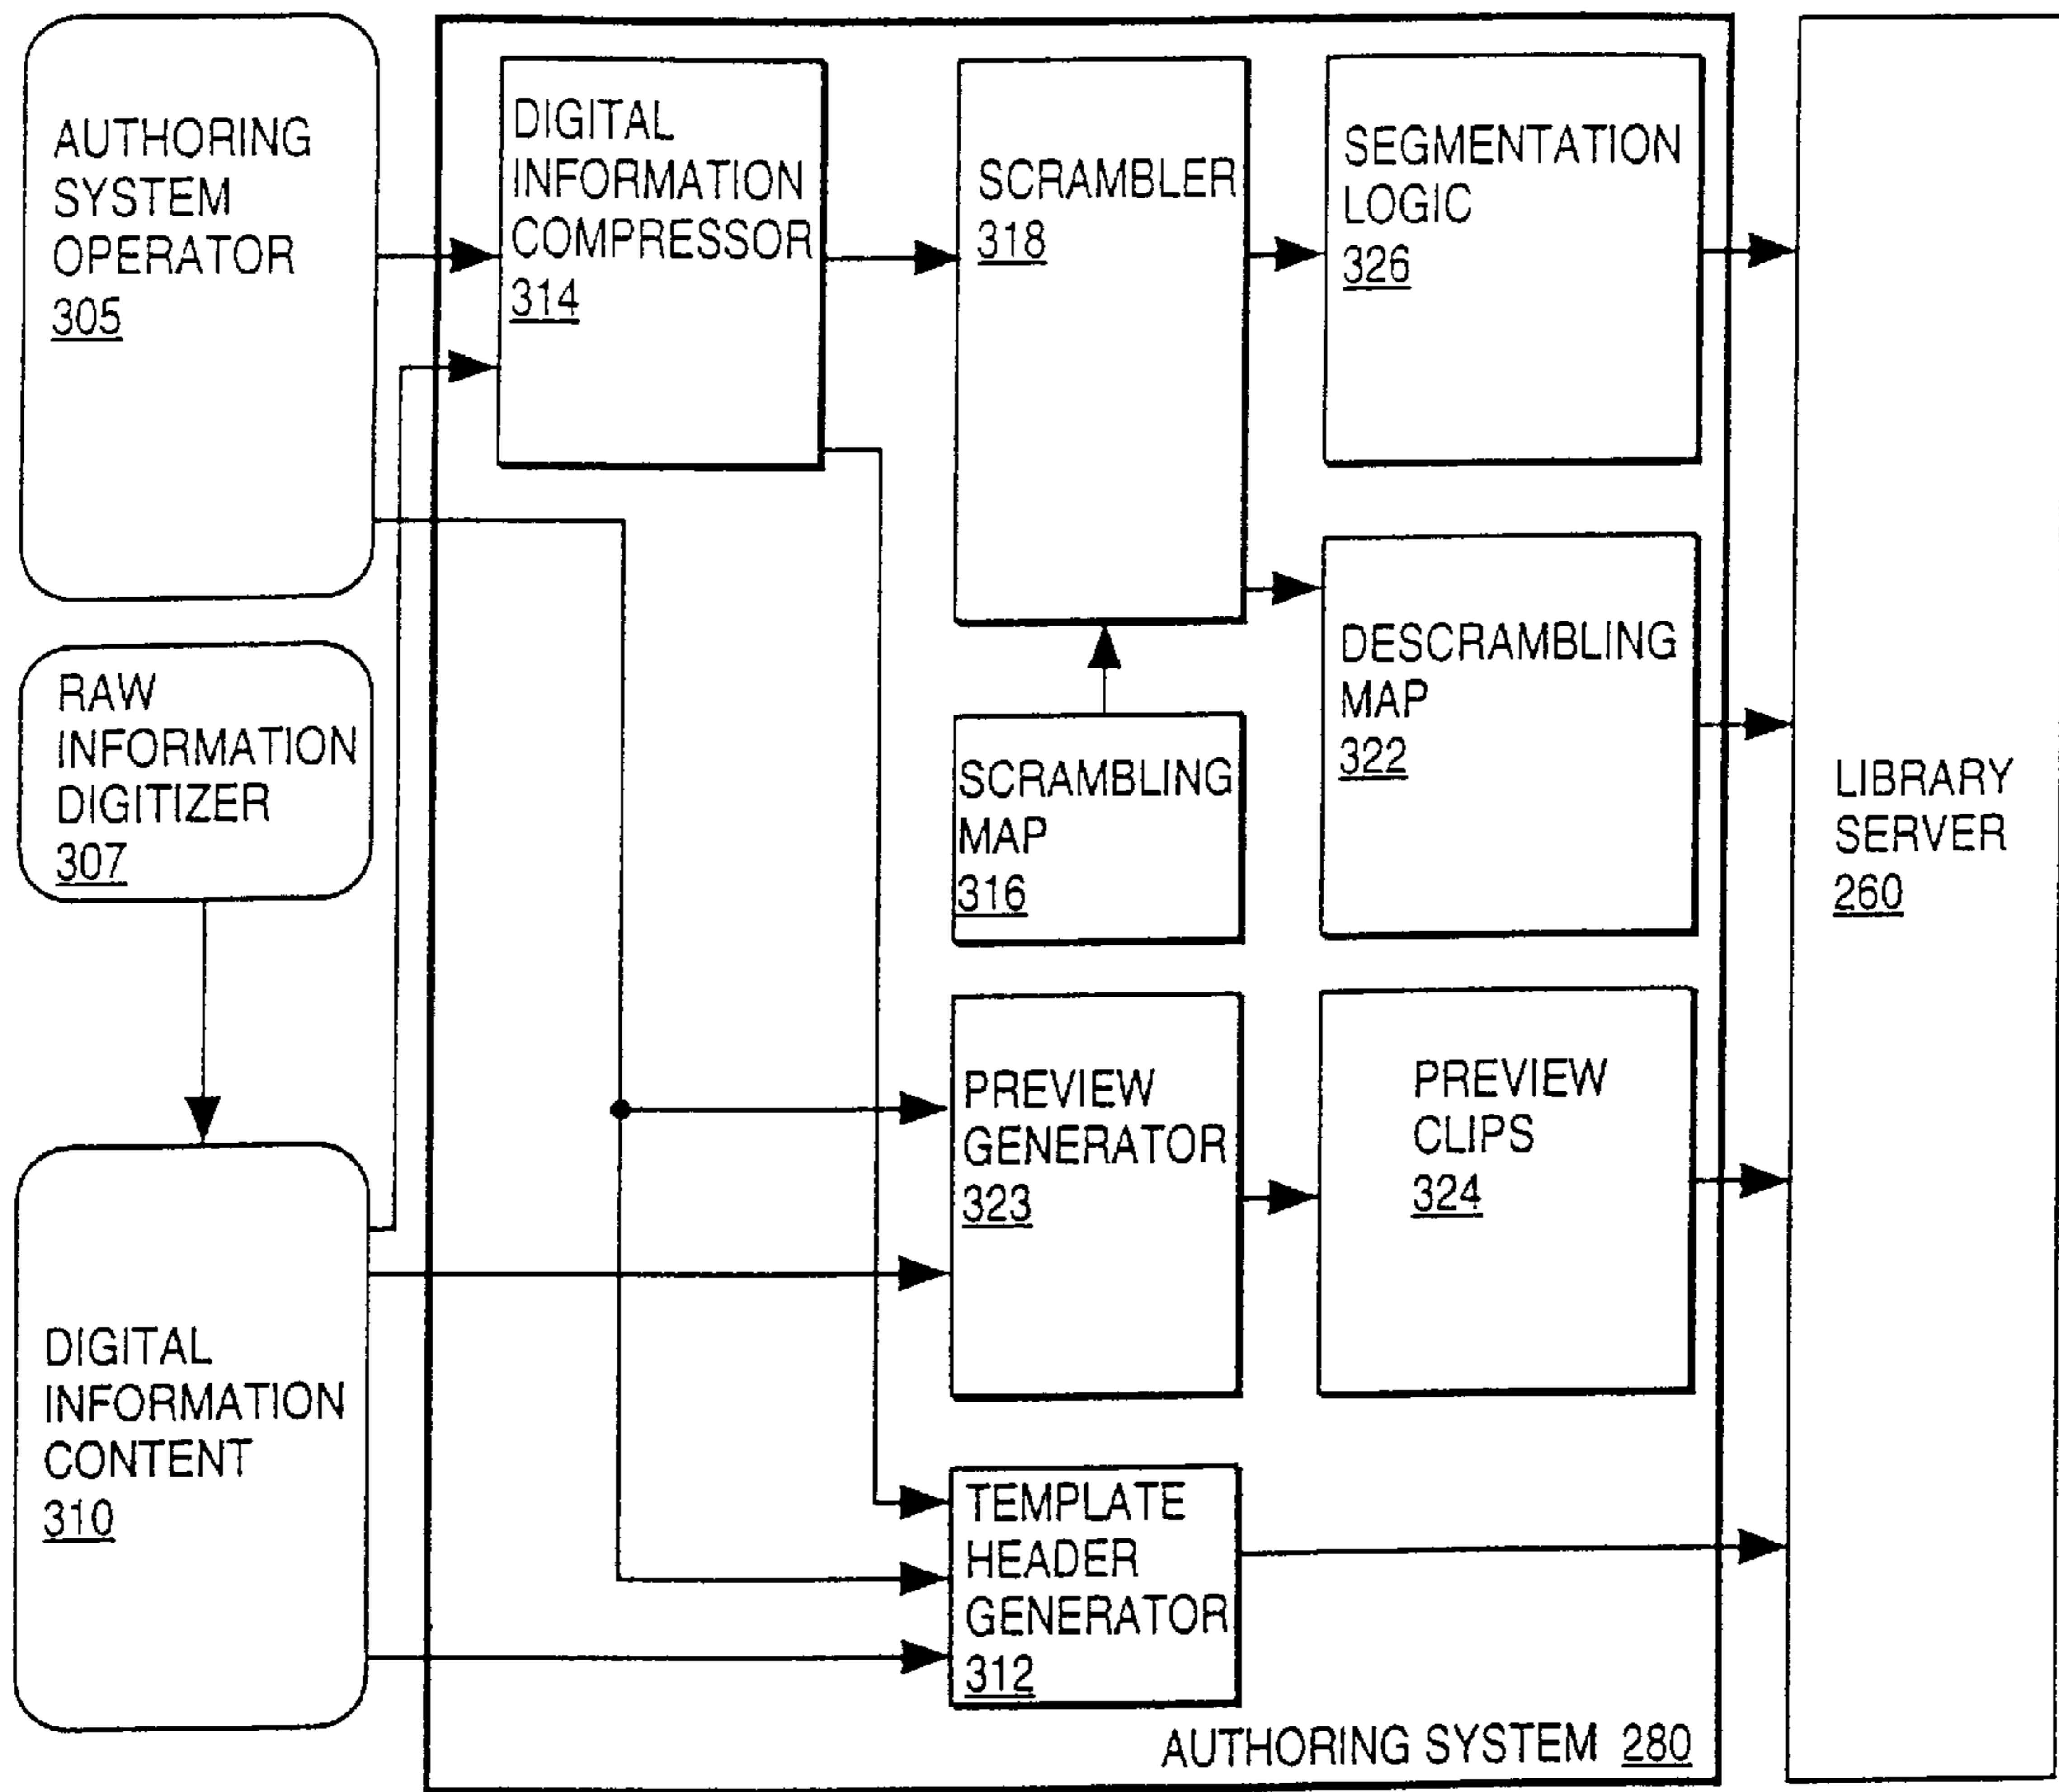 AUTHORING
SYSTEM
OPERATOR
305
RAW
INFORMATION
DIGITIZER
307
DIGITAL
INFORMATION
CONTENT
310
DIGITAL
INFORMATION
COMPRESSOR
314
SCRAMBLER
318
SEGMENTATION
LOGIC
326
SCRAMBLING
MAP
316
DESCRAMBLING
MAP
322
PREVIEW
GENERATOR
323
PREVIEW
CLIPS
324
TEMPLATE
HEADER
GENERATOR
312
AUTHORING SYSTEM 280
LIBRARY
SERVER
260